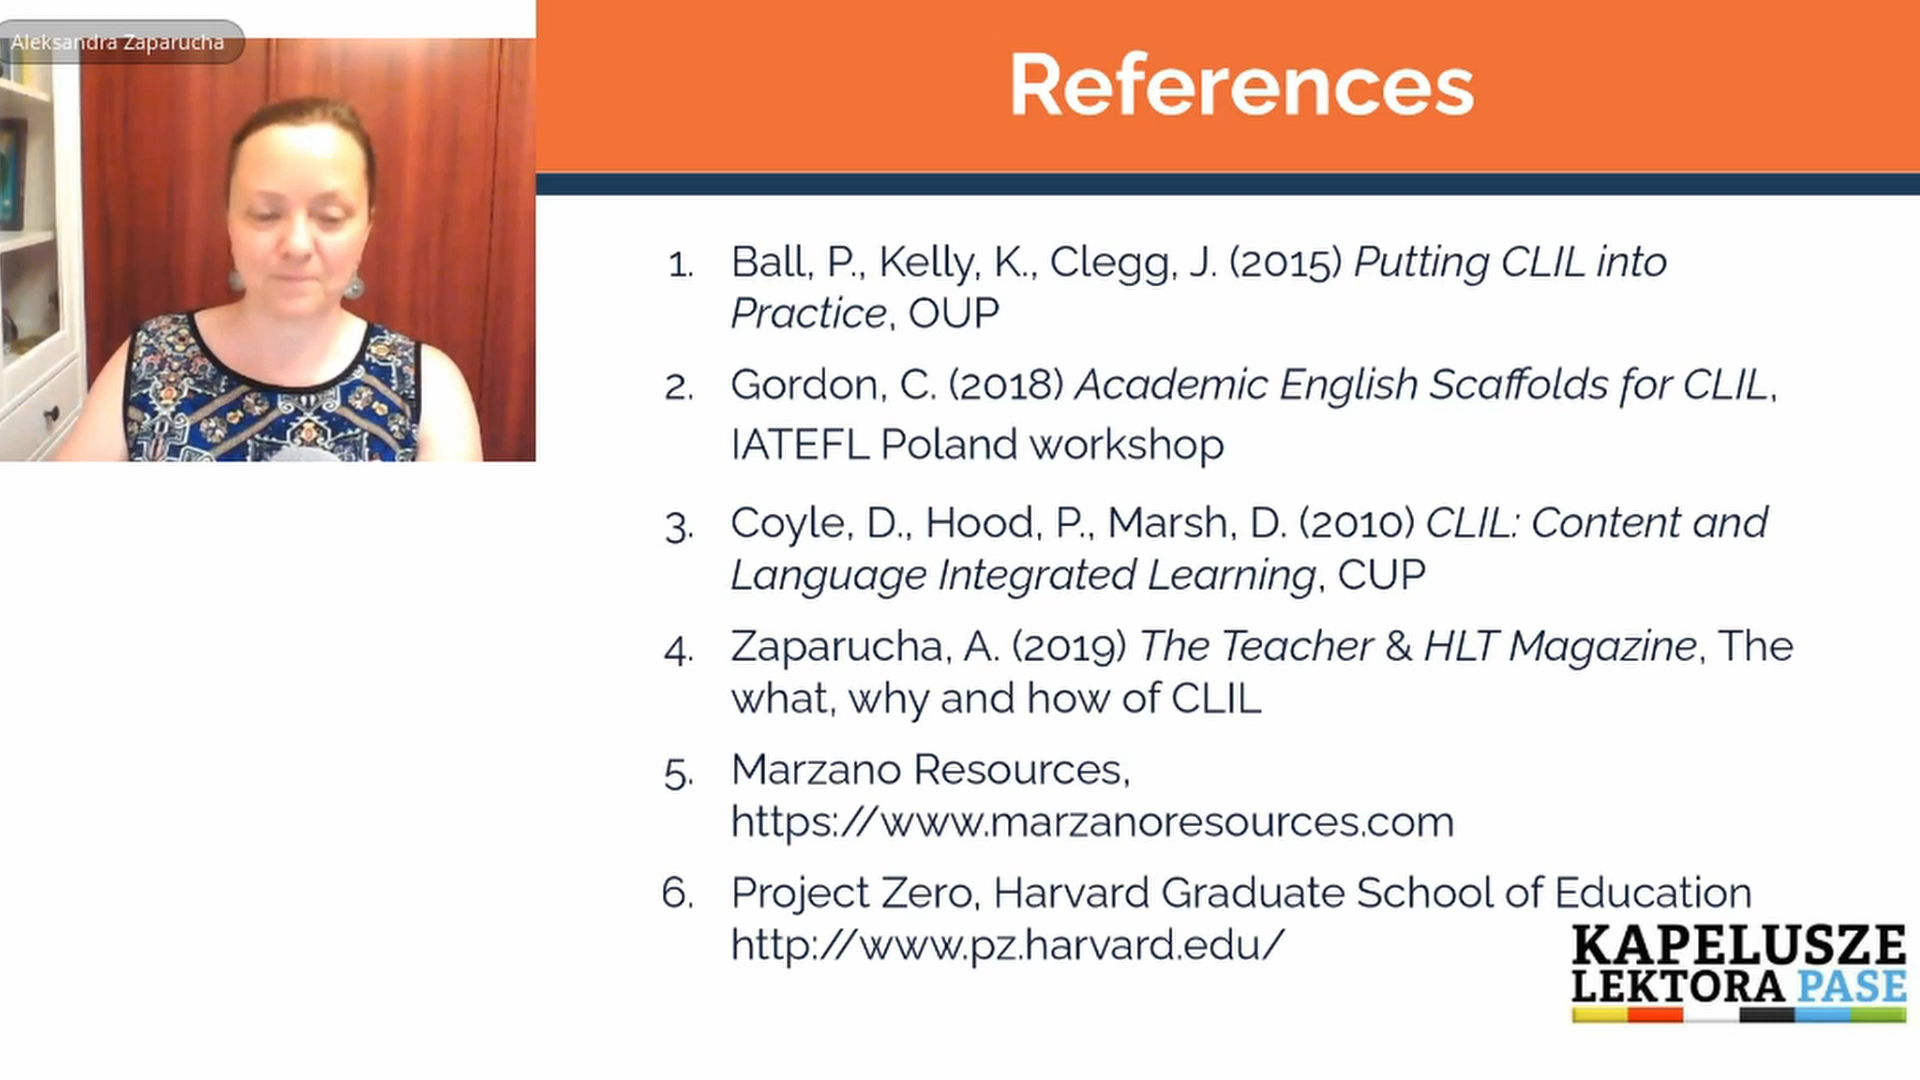 Aleksandra Zaparucha
References
1. Ball, P., Kelly, K., Clegg, J. (2015) Putting CLIL into
Practice, OUP
2. Gordon, C. (2018) Academic English Scaffolds for CLIL,
IATEFL Poland workshop
3. Coyle, D., Hood, P., Marsh, D. (2010) CLIL: Content and
Language Integrated Learning, CUP
4. Zaparucha, A. (2019) The Teacher & HLT Magazine, The
what, why and how of CLIL
5. Marzano Resources,
https://www.marzanoresources.com
6. Project Zero, Harvard Graduate School of Education
http://www.pz.harvard.edu/
KAPELUSZE
LEKTORA PASE